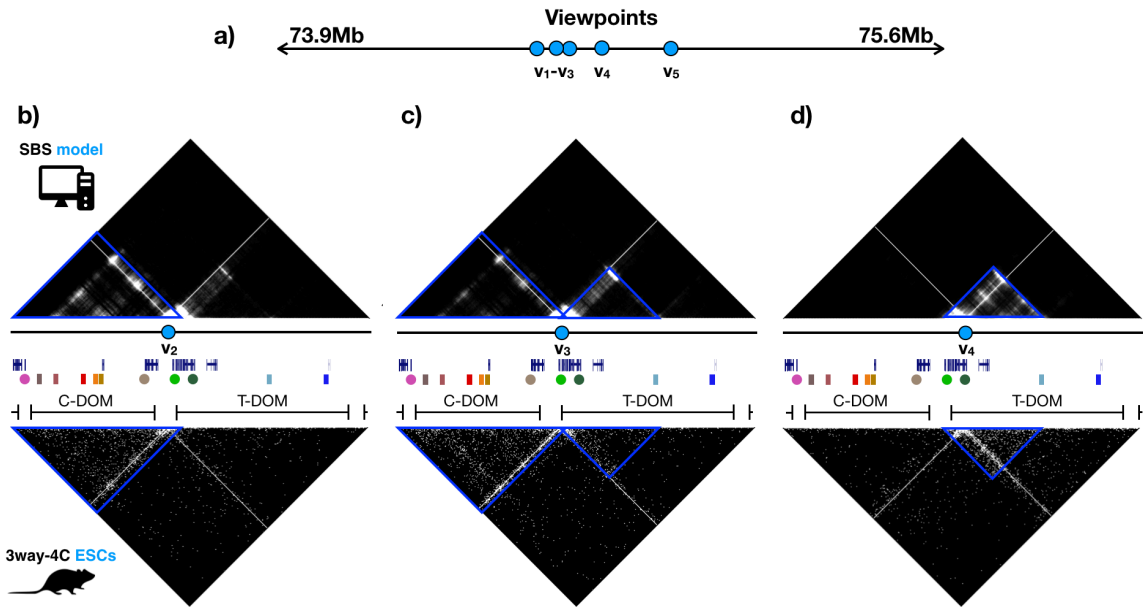 Viewpoints
a)
73.9Mb
75.6Mb
v₁-v₃
v₄
v₅
b)
c)
d)
SBS model
v₂
v₃
v₄
C-DOM
T-DOM
C-DOM
T-DOM
C-DOM
T-DOM
3way-4C ESCs